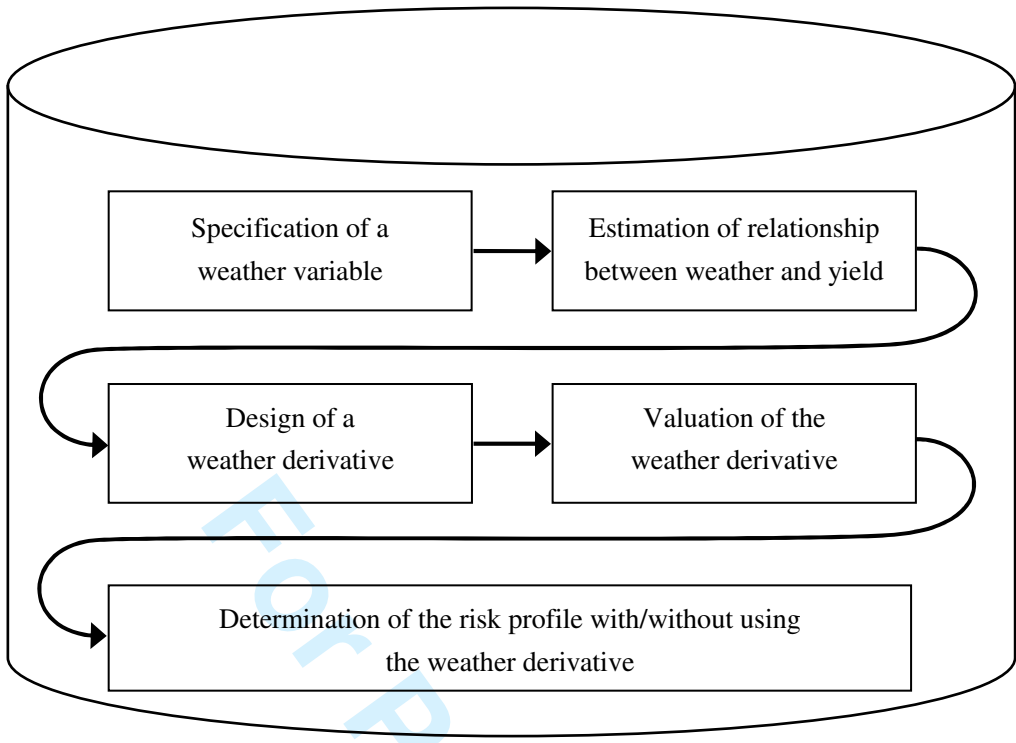 Specification of a
weather variable
Estimation of relationship
between weather and yield
Design of a
weather derivative
Valuation of the
weather derivative
Determination of the risk profile with/without using
the weather derivative
For P